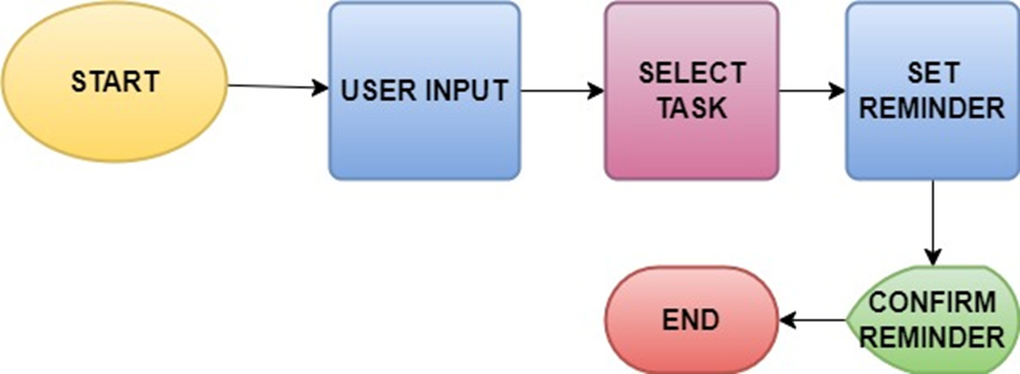 START
USER INPUT
SELECT
TASK
SET
REMINDER
CONFIRM
REMINDER
END